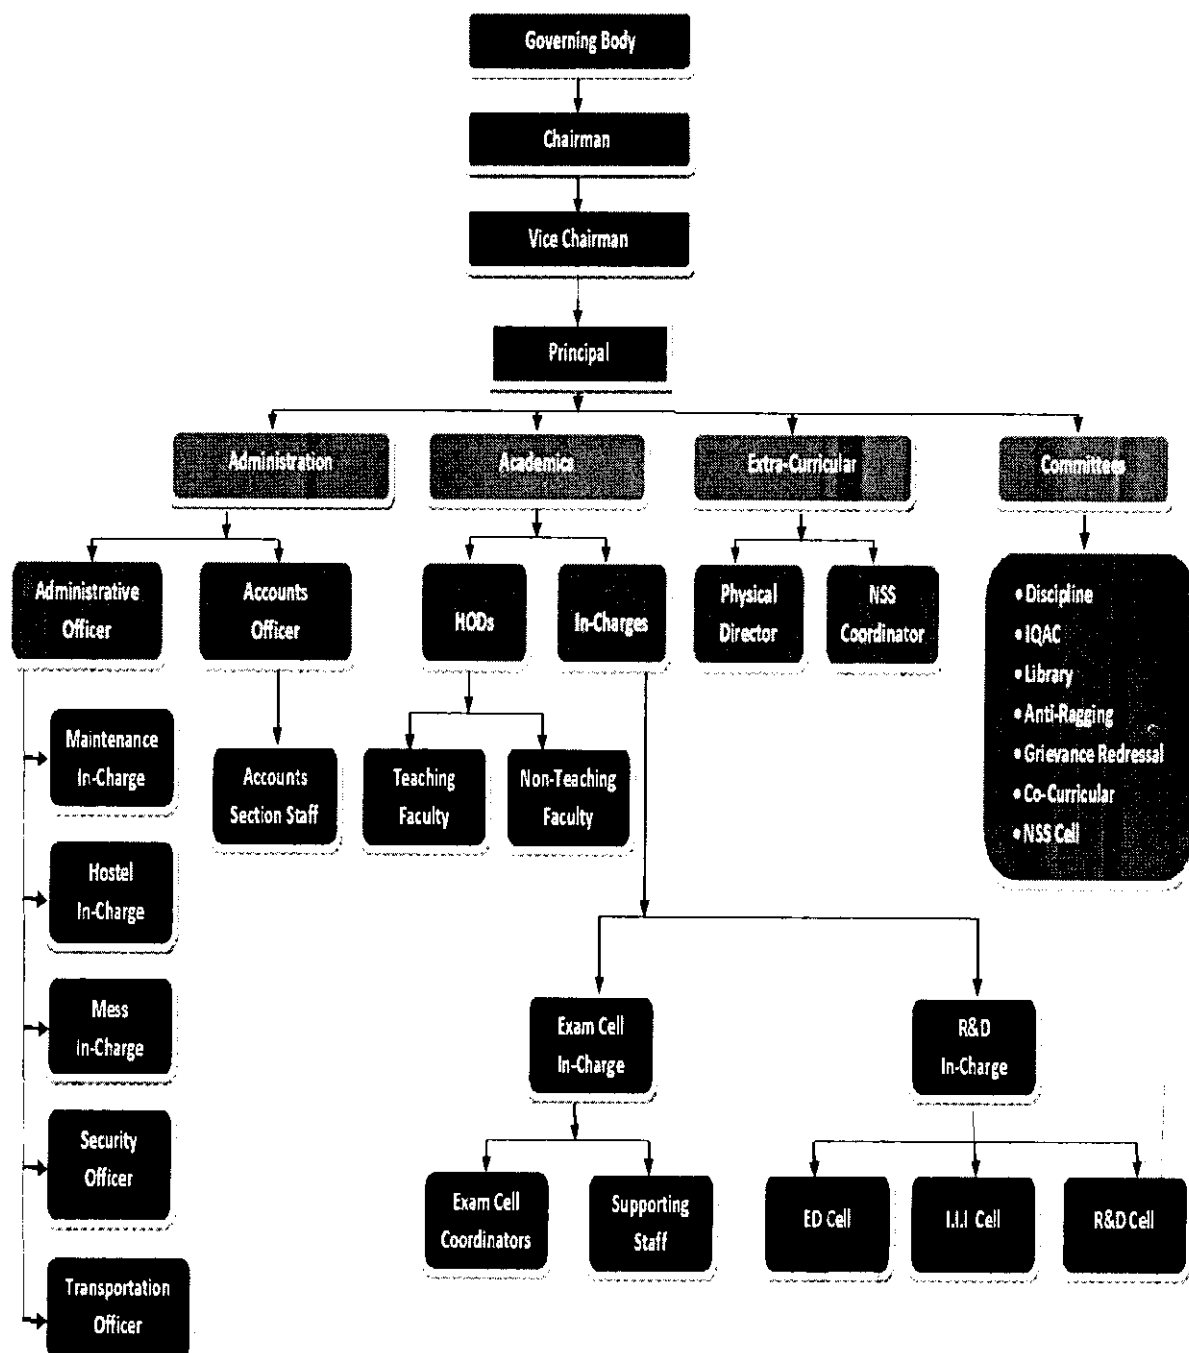 Governing Body
Chairman
Vice Chairman
Principal
Administration
Academics
Extra-Curricular
Committees
Administrative
Officer
Accounts
Officer
HODs
In-Charges
Physical
Director
NSS
Coordinator
• Discipline
• IQAC
• Library
• Anti-Ragging
• Grievance Redressal
• Co-Curricular
• NSS Cell
Maintenance
In-Charge
Accounts
Section Staff
Teaching
Faculty
Non-Teaching
Faculty
Hostel
In-Charge
Mess
In-Charge
Exam Cell
In-Charge
R&D
In-Charge
Security
Officer
Exam Cell
Coordinators
Supporting
Staff
ED Cell
I.I.I Cell
R&D Cell
Transportation
Officer